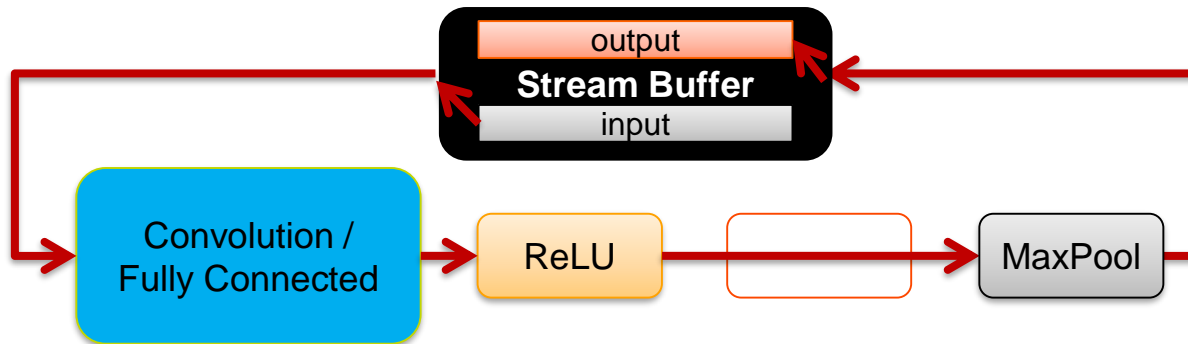 output
Stream Buffer
input
Convolution /
Fully Connected
ReLU
MaxPool